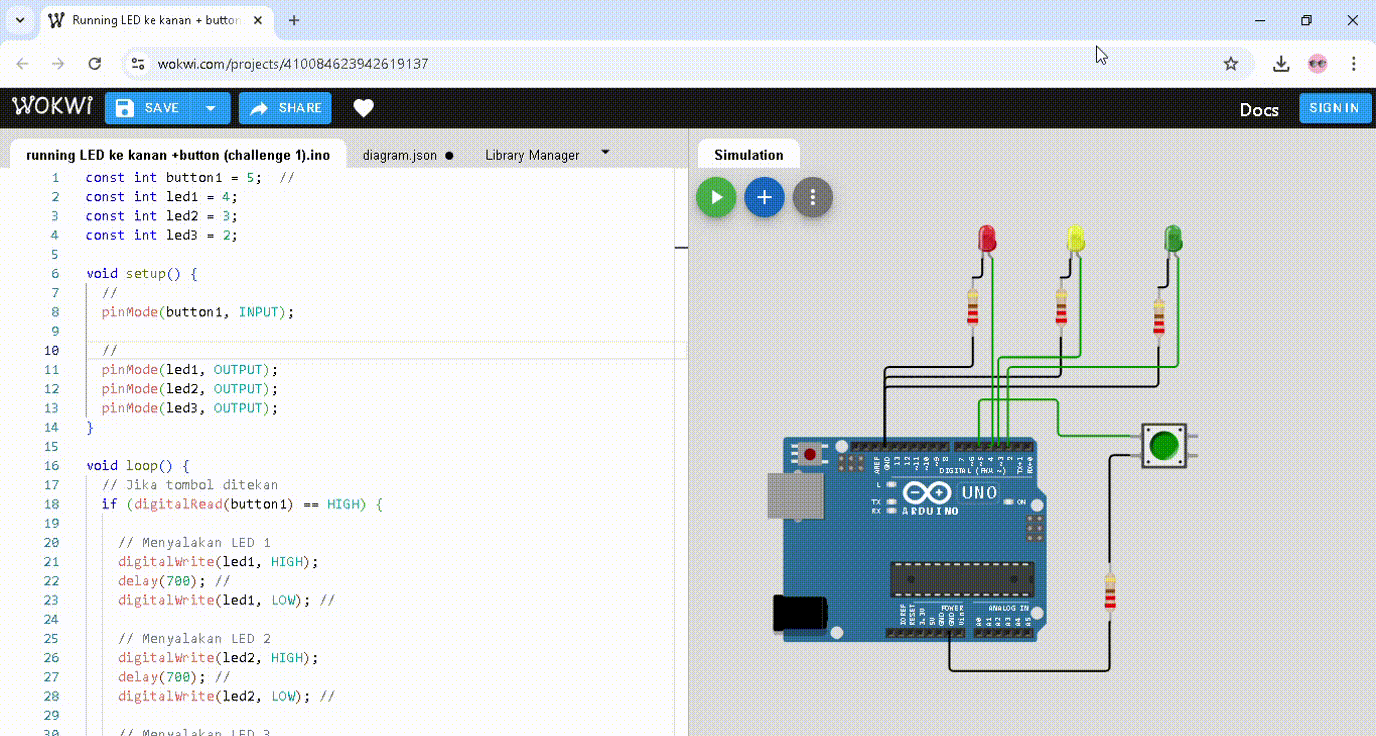 Running LED ke kanan + button
wokwi.com/projects/410084623942619137
WOKWI
SAVE
SHARE
Docs
SIGN IN
running LED ke kanan +button (challenge 1).ino
diagram.json
Library Manager
Simulation
1 const int button1 = 5; //
2 const int led1 = 4;
3 const int led2 = 3;
4 const int led3 = 2;
5
6 void setup() {
7 //
8 pinMode(button1, INPUT);
9
10 //
11 pinMode(led1, OUTPUT);
12 pinMode(led2, OUTPUT);
13 pinMode(led3, OUTPUT);
14 }
15
16 void loop() {
17 // Jika tombol ditekan
18 if (digitalRead(button1) == HIGH) {
19
20 // Menyalakan LED 1
21 digitalWrite(led1, HIGH);
22 delay(700); //
23 digitalWrite(led1, LOW); //
24
25 // Menyalakan LED 2
26 digitalWrite(led2, HIGH);
27 delay(700); //
28 digitalWrite(led2, LOW); //
29
30 // Menyalakan LED 3
AREF
GND
13
12
~11
~10
~9
8
7
~6
~5
4
~3
2
TX→1
RX←0
DIGITAL (PWM ~)
L
TX
RX
UNO
ON
ARDUINO
IOREF
RESET
3.3V
5V
GND
GND
Vin
POWER
ANALOG IN
A0
A1
A2
A3
A4
A5